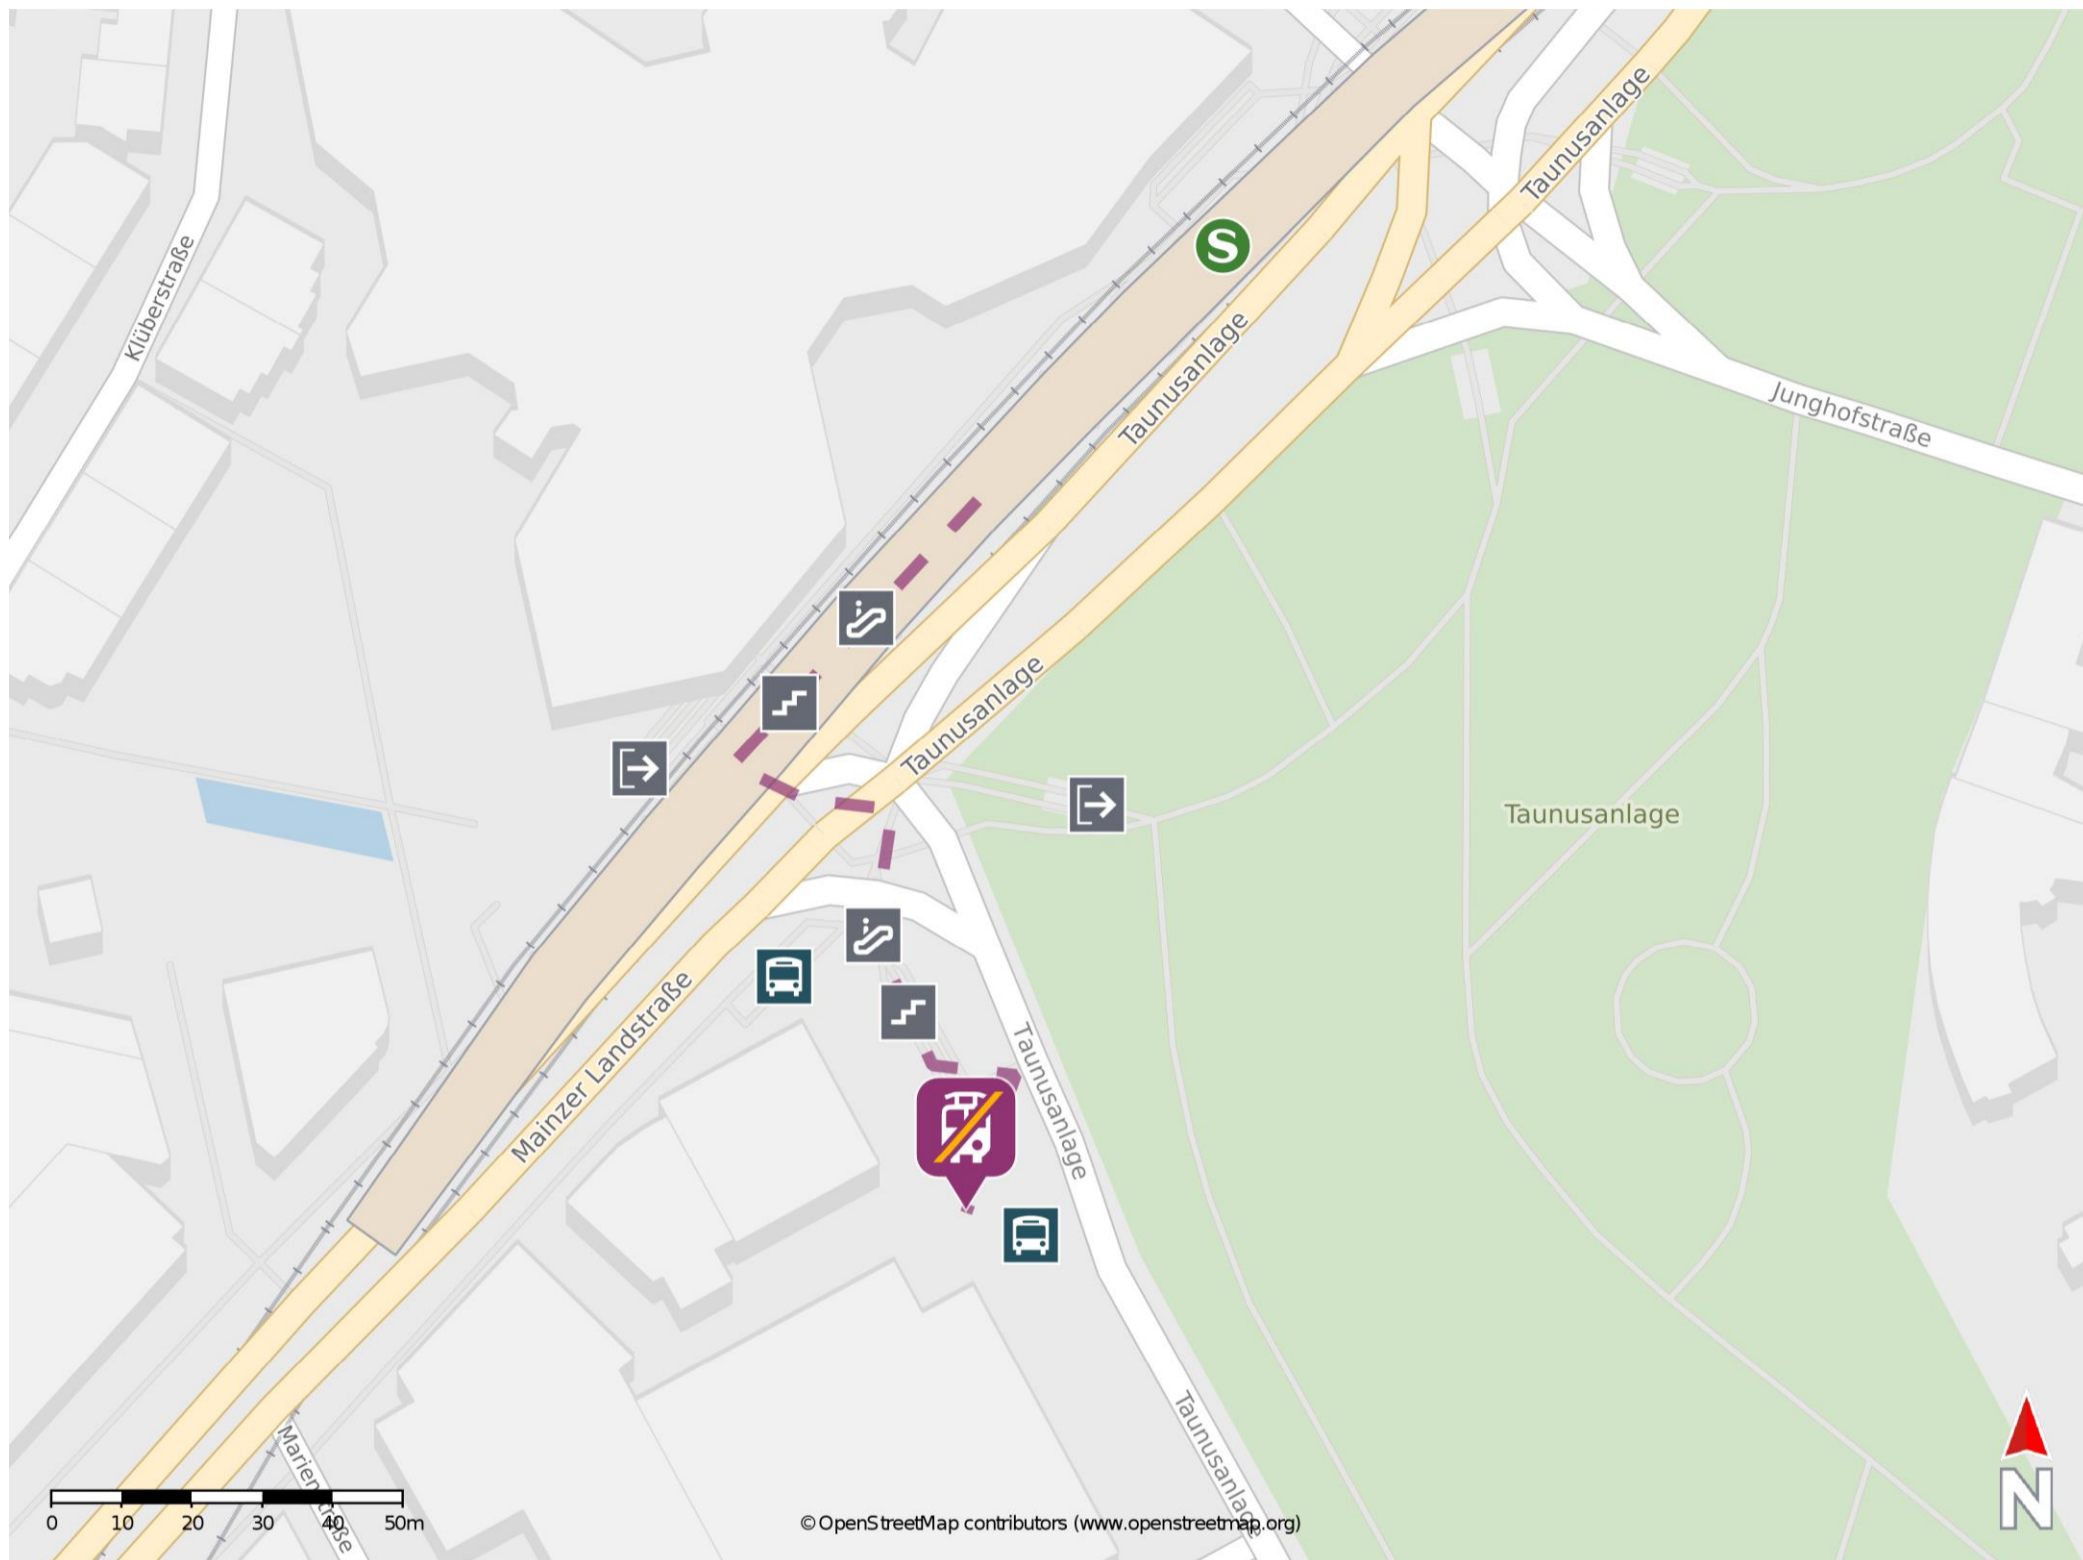 Taunusanlage
Klüberstraße
S
Taunusanlage
Junghofstraße
Taunusanlage
Taunusanlage
Mainzer Landstraße
Taunusanlage
Taunusanlage
Marienstraße
0 10 20 30 40 50m
© OpenStreetMap contributors (www.openstreetmap.org)
N